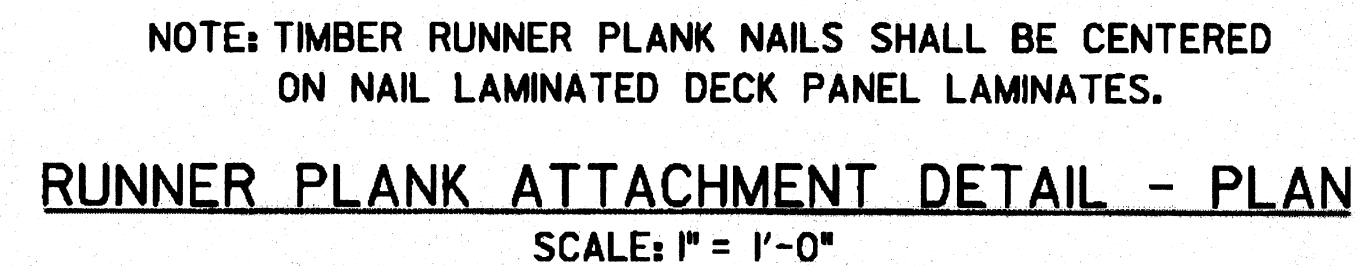 NOTE: TIMBER RUNNER PLANK NAILS SHALL BE CENTERED
ON NAIL LAMINATED DECK PANEL LAMINATES.
RUNNER PLANK ATTACHMENT DETAIL - PLAN
SCALE: 1" = 1'-0"